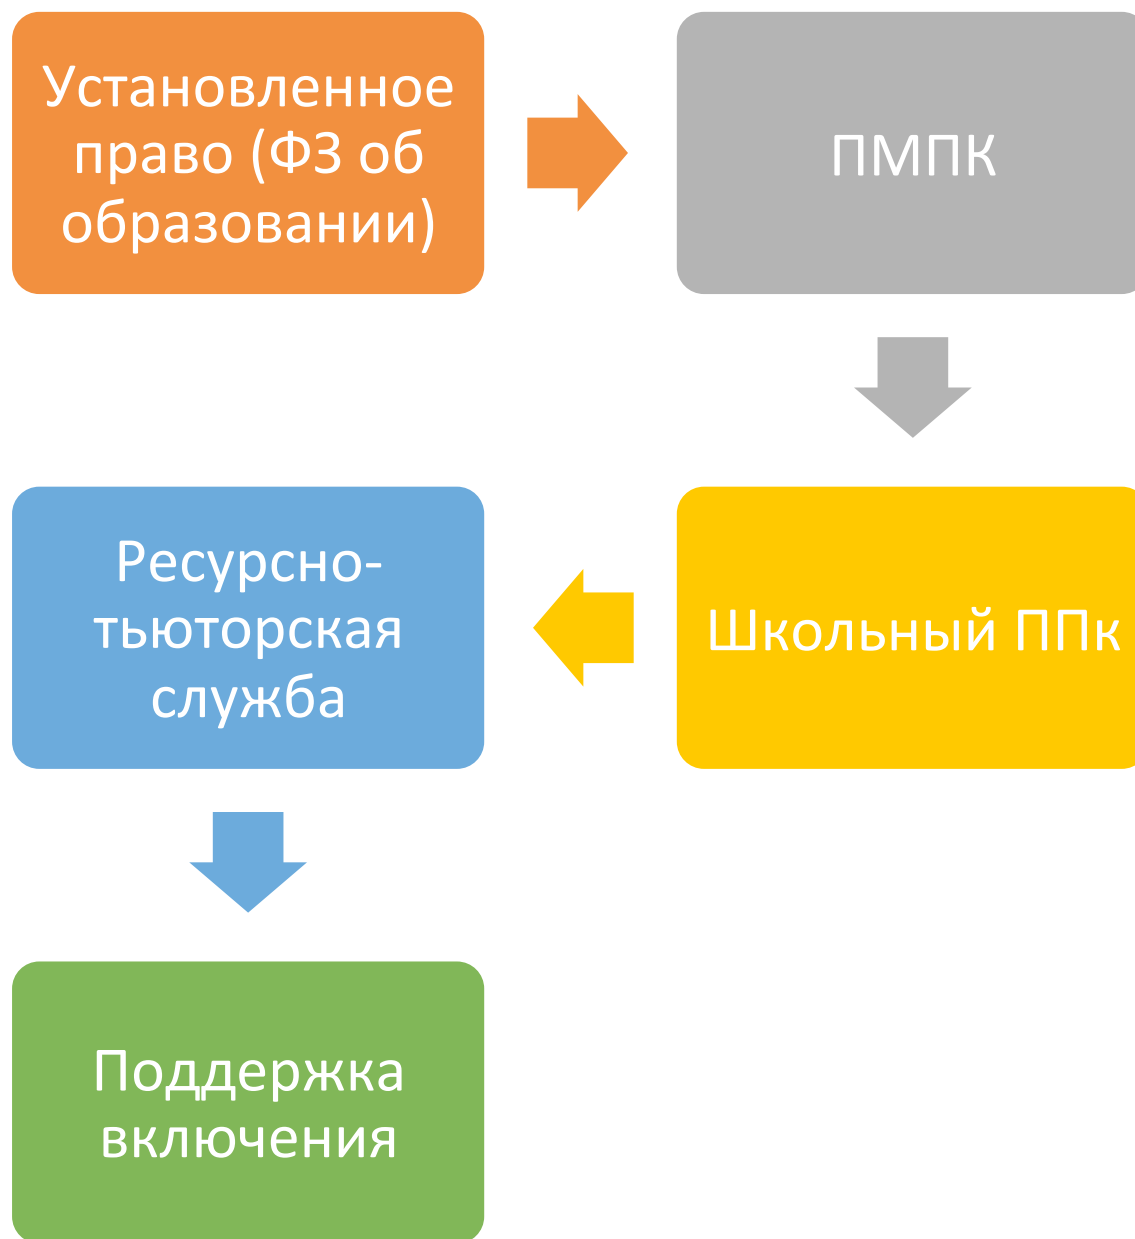 Установленное
право (ФЗ об
образовании)
ПМПК
Школьный ППк
Ресурсно-
тьюторская
служба
Поддержка
включения